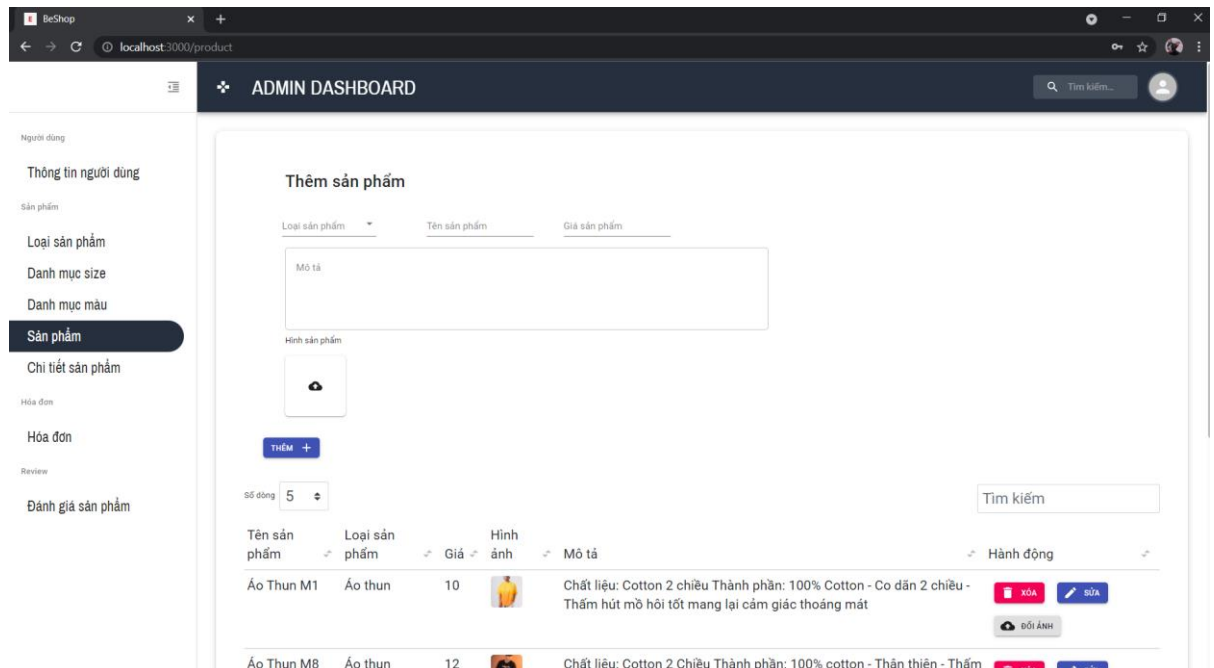 BeShop
localhost:3000/product
ADMIN DASHBOARD
Tìm kiếm...
Người dùng
Thông tin người dùng
Sản phẩm
Loại sản phẩm
Danh mục size
Danh mục màu
Sản phẩm
Chi tiết sản phẩm
Hóa đơn
Hóa đơn
Review
Đánh giá sản phẩm
Thêm sản phẩm
Loại sản phẩm
Tên sản phẩm
Giá sản phẩm
Mô tả
Hình sản phẩm
THÊM
Số dòng 5
Tìm kiếm
Tên sản phẩm
Loại sản phẩm
Giá
Hình ảnh
Mô tả
Hành động
Áo Thun M1
Áo thun
10
Chất liệu: Cotton 2 chiều Thành phần: 100% Cotton - Co dãn 2 chiều -
Thấm hút mồ hôi tốt mang lại cảm giác thoáng mát
XÓA
SỬA
ĐỔI ẢNH
Áo Thun M8
Áo thun
12
Chất liệu: Cotton 2 Chiều Thành phần: 100% cotton - Thân thiện - Thấm